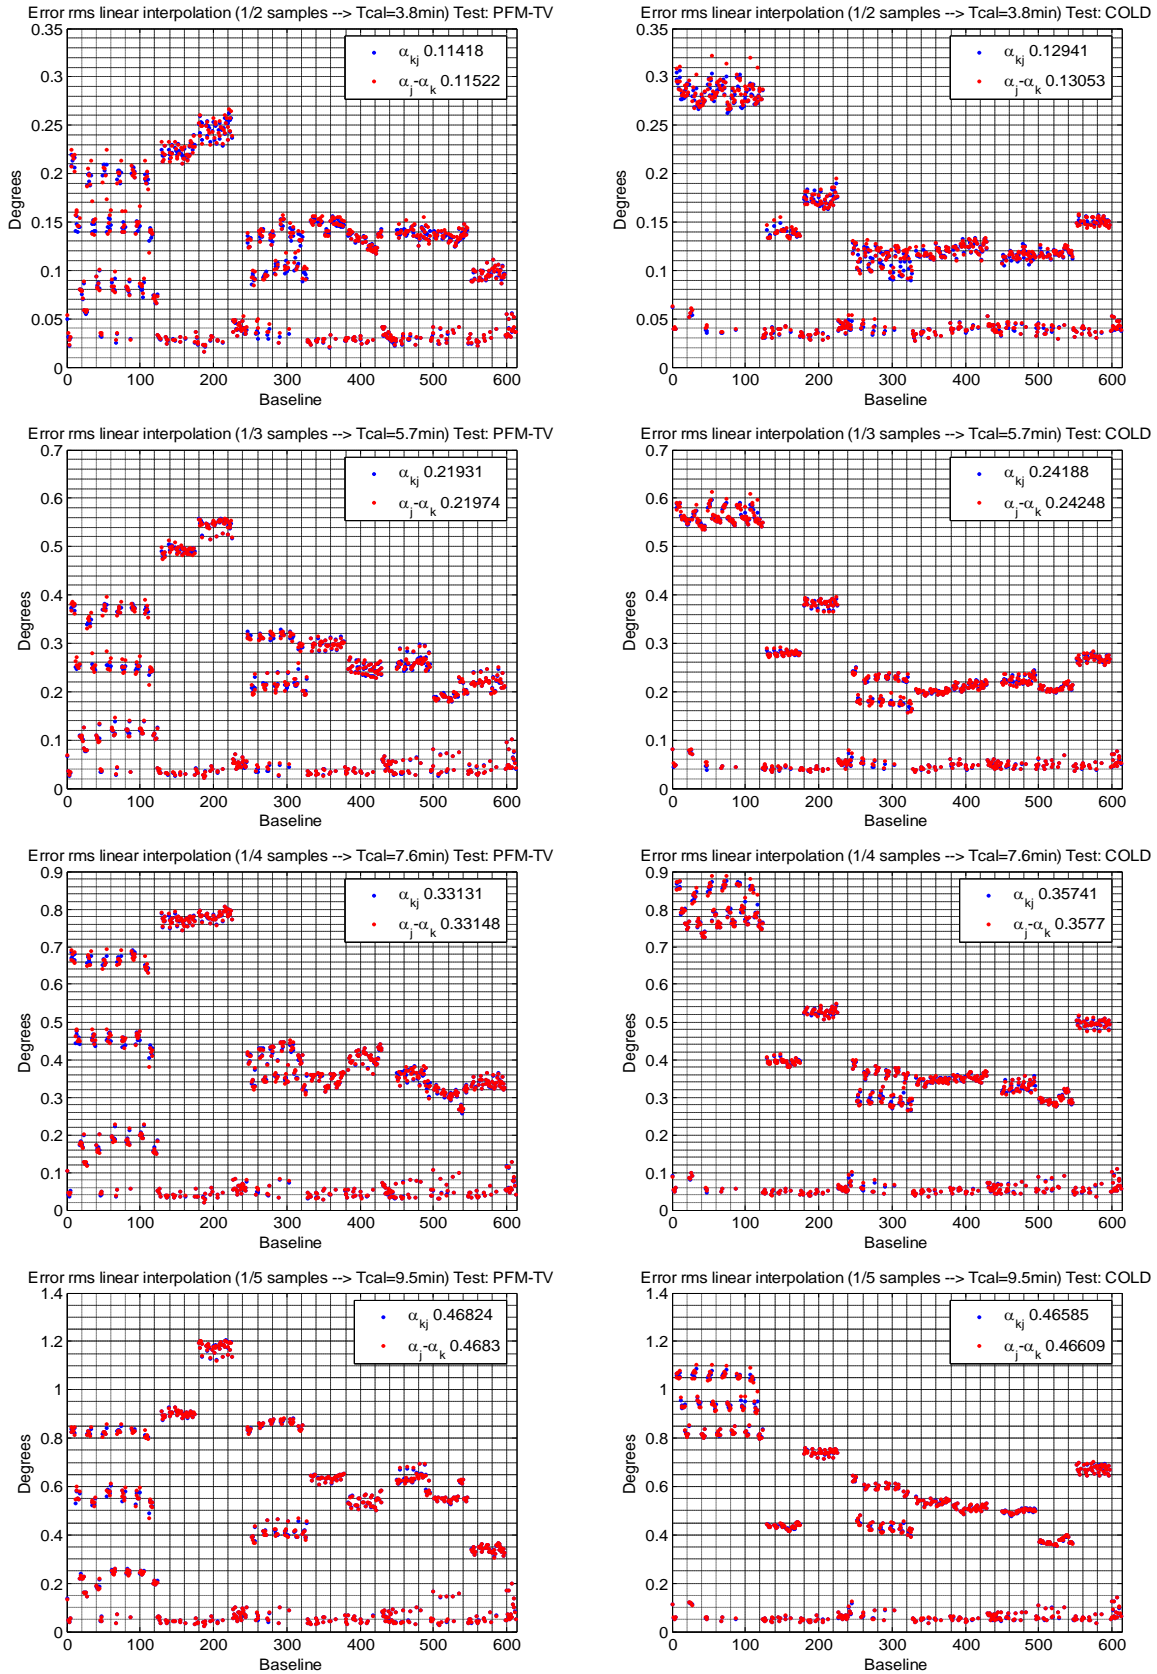 Error rms linear interpolation (1/2 samples --> Tcal=3.8min) Test: PFM-TV
0.35
0.3
0.25
0.2
0.15
0.1
0.05
0
Degrees
α_kj 0.11418
α_j-α_k 0.11522
0 100 200 300 400 500 600
Baseline
Error rms linear interpolation (1/2 samples --> Tcal=3.8min) Test: COLD
0.35
0.3
0.25
0.2
0.15
0.1
0.05
0
Degrees
α_kj 0.12941
α_j-α_k 0.13053
0 100 200 300 400 500 600
Baseline
Error rms linear interpolation (1/3 samples --> Tcal=5.7min) Test: PFM-TV
0.7
0.6
0.5
0.4
0.3
0.2
0.1
0
Degrees
α_kj 0.21931
α_j-α_k 0.21974
0 100 200 300 400 500 600
Baseline
Error rms linear interpolation (1/3 samples --> Tcal=5.7min) Test: COLD
0.7
0.6
0.5
0.4
0.3
0.2
0.1
0
Degrees
α_kj 0.24188
α_j-α_k 0.24248
0 100 200 300 400 500 600
Baseline
Error rms linear interpolation (1/4 samples --> Tcal=7.6min) Test: PFM-TV
0.9
0.8
0.7
0.6
0.5
0.4
0.3
0.2
0.1
0
Degrees
α_kj 0.33131
α_j-α_k 0.33148
0 100 200 300 400 500 600
Baseline
Error rms linear interpolation (1/4 samples --> Tcal=7.6min) Test: COLD
0.9
0.8
0.7
0.6
0.5
0.4
0.3
0.2
0.1
0
Degrees
α_kj 0.35741
α_j-α_k 0.3577
0 100 200 300 400 500 600
Baseline
Error rms linear interpolation (1/5 samples --> Tcal=9.5min) Test: PFM-TV
1.4
1.2
1
0.8
0.6
0.4
0.2
0
Degrees
α_kj 0.46824
α_j-α_k 0.4683
0 100 200 300 400 500 600
Baseline
Error rms linear interpolation (1/5 samples --> Tcal=9.5min) Test: COLD
1.4
1.2
1
0.8
0.6
0.4
0.2
0
Degrees
α_kj 0.46585
α_j-α_k 0.46609
0 100 200 300 400 500 600
Baseline